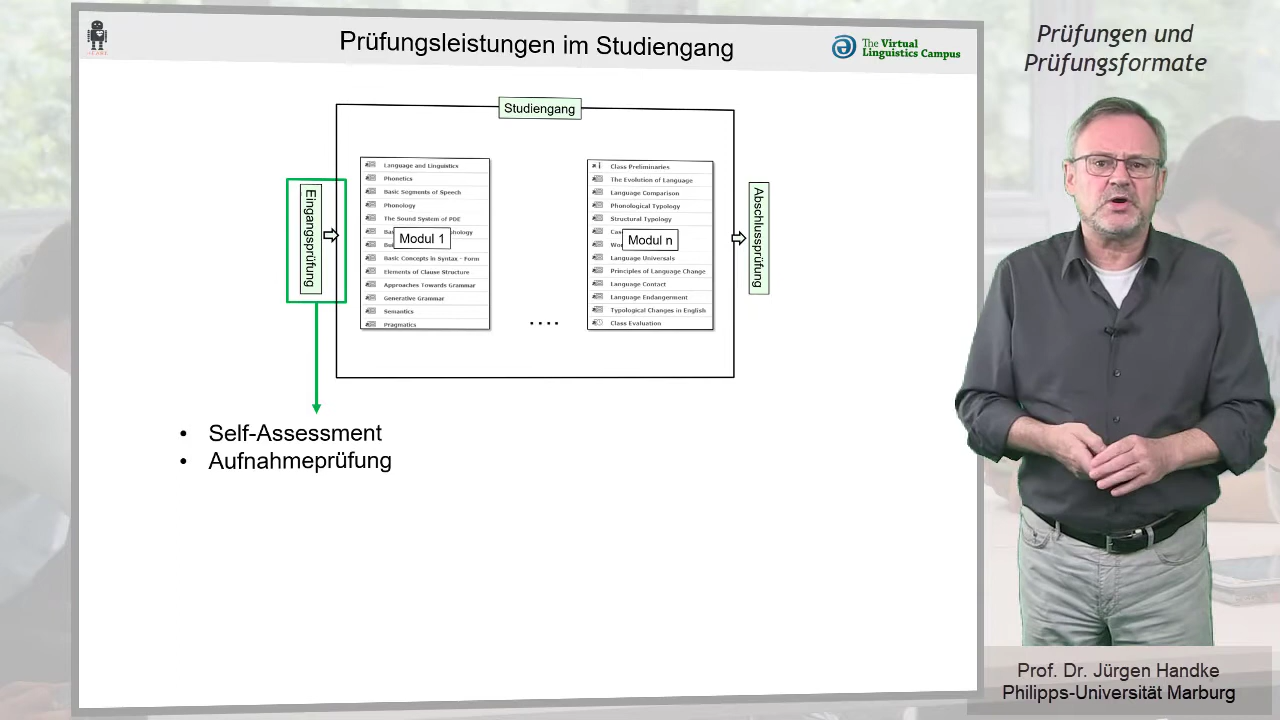 Prüfungsleistungen im Studiengang
The Virtual
Linguistics Campus
Prüfungen und
Prüfungsformate
Studiengang
Eingangsprüfung
Language and Linguistics
Phonetics
Basic Segments of Speech
Phonology
The Sound System of PDE
Modul 1
Basic Concepts in Syntax - Form
Elements of Clause Structure
Approaches Towards Grammar
Generative Grammar
Semantics
Pragmatics
....
Class Preliminaries
The Evolution of Language
Language Comparison
Phonological Typology
Structural Typology
Modul n
Language Universals
Principles of Language Change
Language Contact
Language Endangerment
Typological Changes in English
Class Evaluation
Abschlussprüfung
• Self-Assessment
• Aufnahmeprüfung
Prof. Dr. Jürgen Handke
Philipps-Universität Marburg